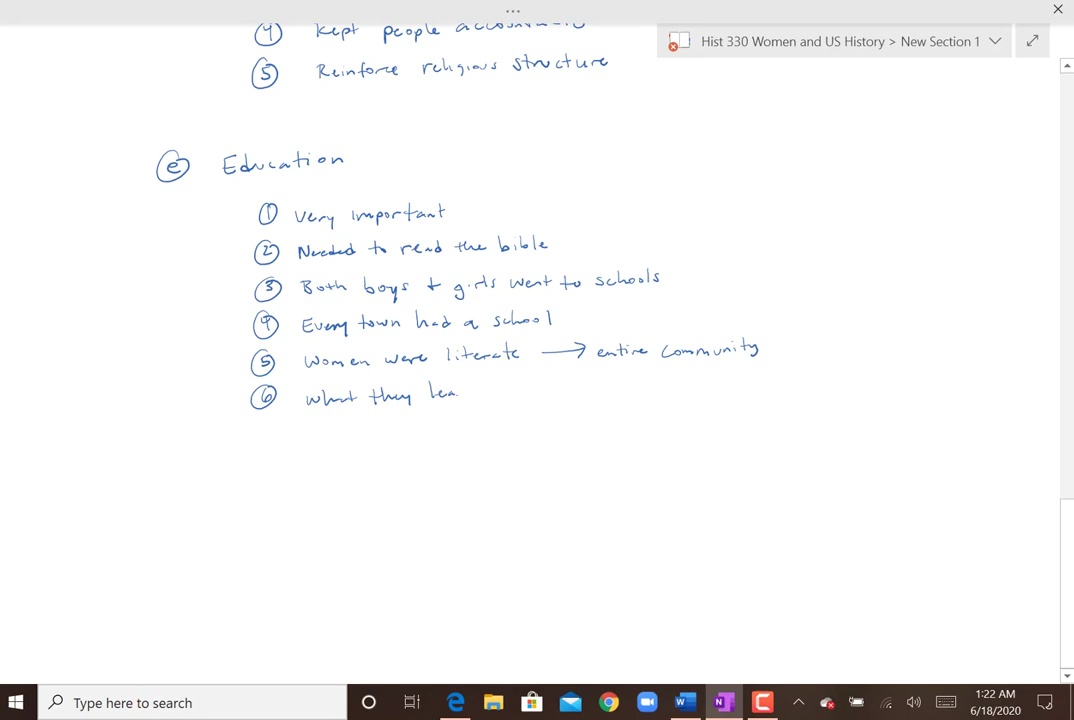 ...
④ Kept people
Hist 330 Women and US History > New Section 1
⑤ Reinforce religious structure
ⓔ Education
① Very important
② Needed to read the bible
③ Both boys + girls went to schools
④ Every town had a school
⑤ Women were literate → entire community
⑥ What they lea
Type here to search
1:22 AM
6/18/2020